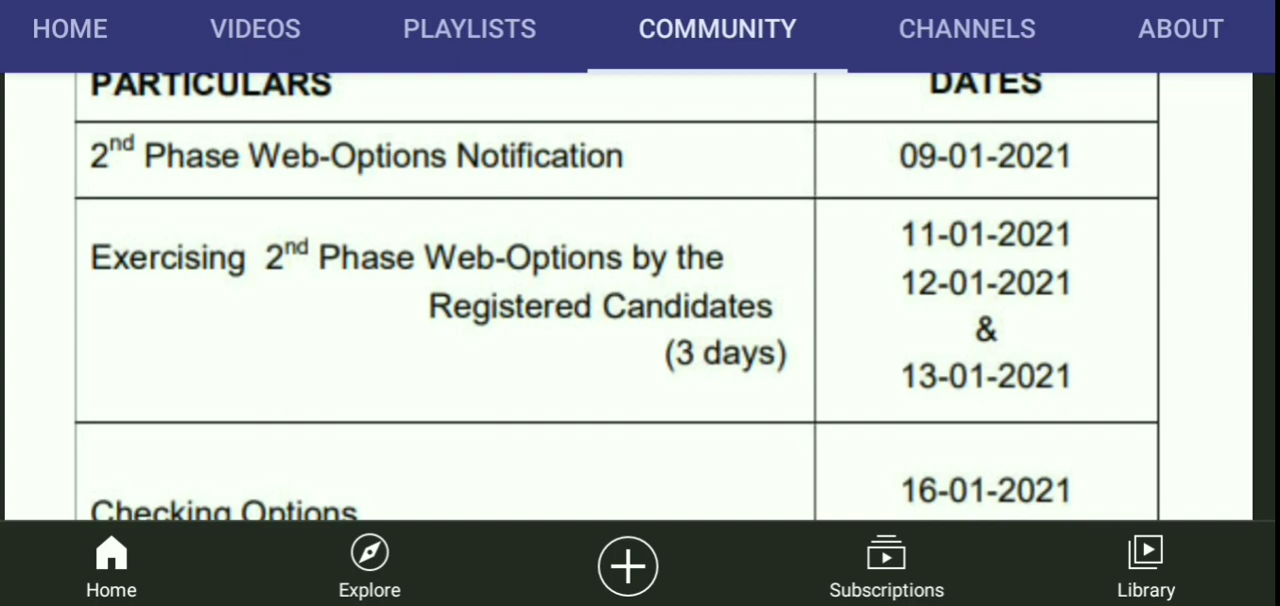 HOME VIDEOS PLAYLISTS COMMUNITY CHANNELS ABOUT
PARTICULARS DATES
2nd Phase Web-Options Notification 09-01-2021
Exercising 2nd Phase Web-Options by the
Registered Candidates
(3 days)
11-01-2021
12-01-2021
&
13-01-2021
Checking Options
16-01-2021
Home Explore Subscriptions Library